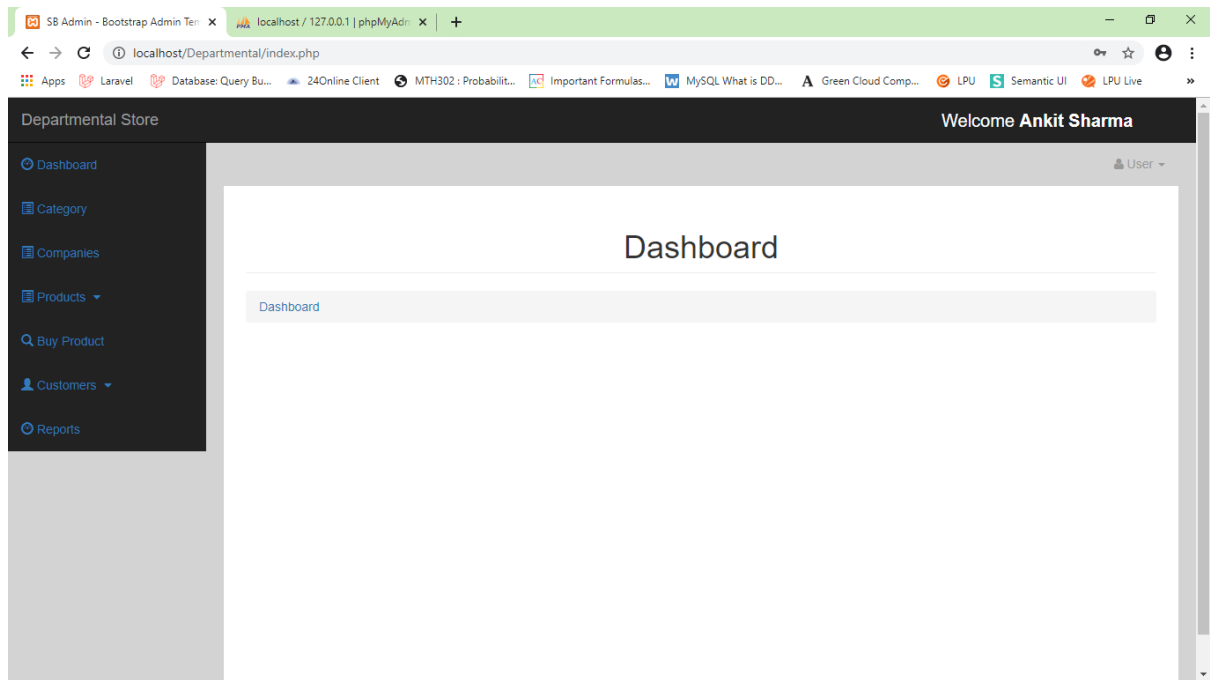 SB Admin - Bootstrap Admin Tem
localhost / 127.0.0.1 | phpMyAdm
localhost/Departmental/index.php
Apps Laravel Database: Query Bu... 24Online Client MTH302 : Probabilit... Important Formulas... MySQL What is DD... Green Cloud Comp... LPU Semantic UI LPU Live »
Departmental Store Welcome Ankit Sharma
Dashboard
User
Category
Companies
Products
Buy Product
Customers
Reports
Dashboard
Dashboard